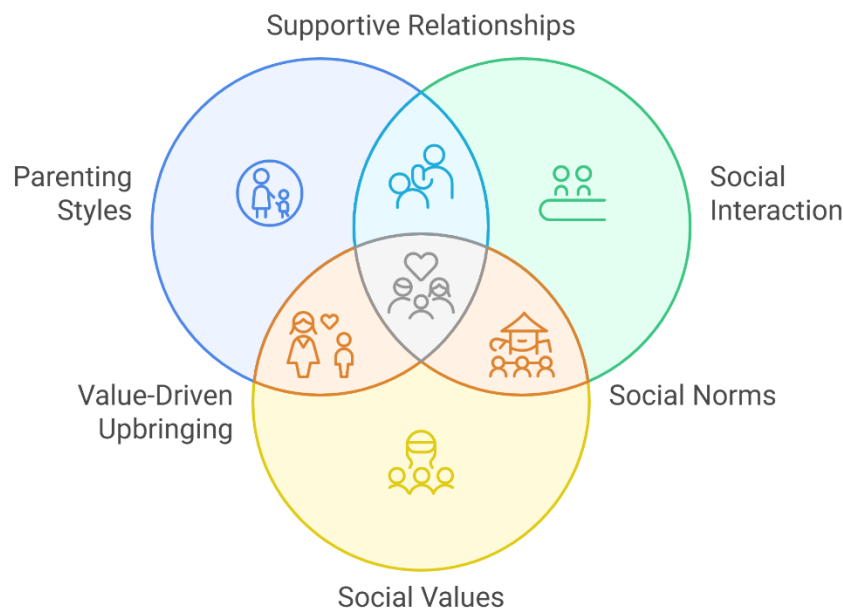 Supportive Relationships
Parenting
Styles
Social
Interaction
Value-Driven
Upbringing
Social Norms
Social Values